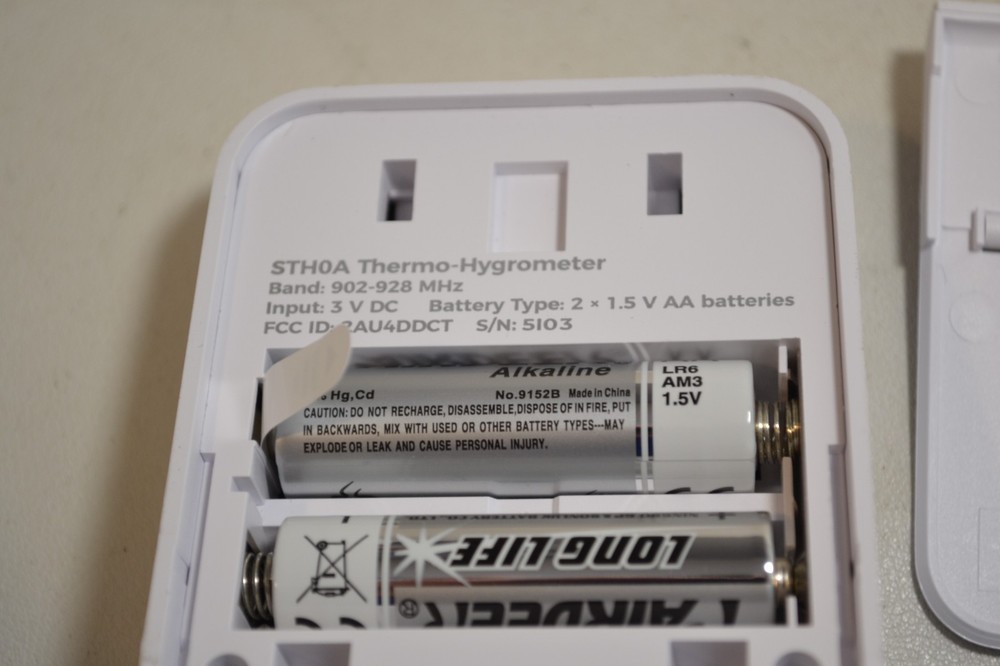 STH0A Thermo-Hygrometer
Band: 902-928 MHz
Input: 3 V DC Battery Type: 2 × 1.5 V AA batteries
FCC ID: 2AU4DDCT S/N: 5I03
Alkaline
Hg,Cd No.9152B Made in China
CAUTION: DO NOT RECHARGE, DISASSEMBLE,DISPOSE OF IN FIRE, PUT
IN BACKWARDS, MIX WITH USED OR OTHER BATTERY TYPES---MAY
EXPLODE OR LEAK AND CAUSE PERSONAL INJURY.
LR6
AM3
1.5V
LONG LIFE